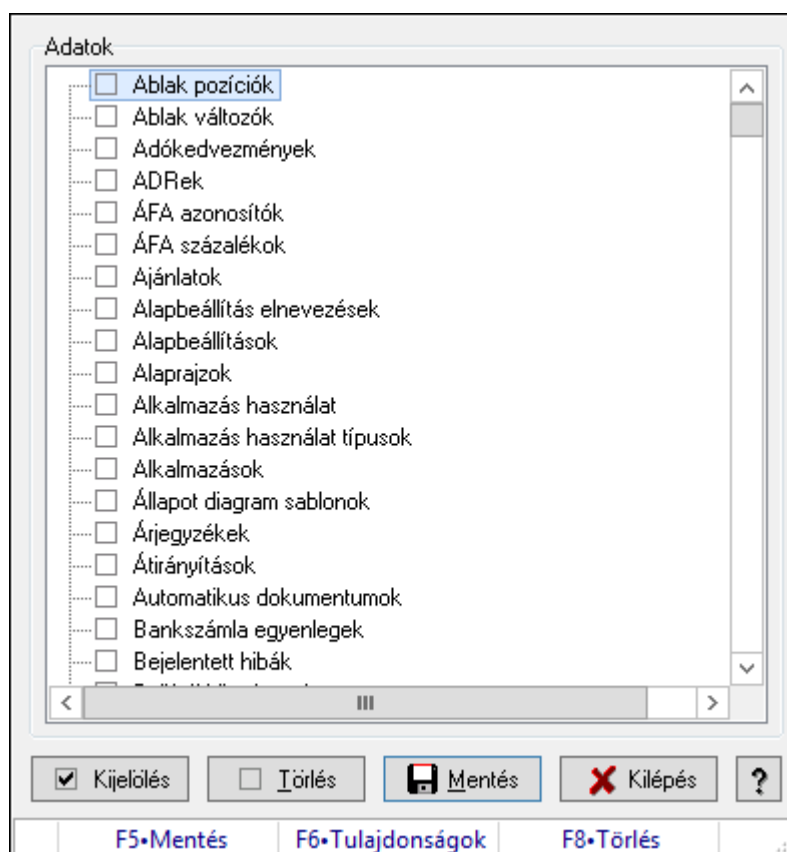 Adatok
Ablak pozíciók
Ablak változók
Adókedvezmények
ADRek
ÁFA azonosítók
ÁFA százalékok
Ajánlatok
Alapbeállítás elnevezések
Alapbeállítások
Alaprajzok
Alkalmazás használat
Alkalmazás használat típusok
Alkalmazások
Állapot diagram sablonok
Árjegyzékek
Átirányítások
Automatikus dokumentumok
Bankszámla egyenlegek
Bejelentett hibák
Kijelölés Törlés Mentés Kilépés ?
F5•Mentés F6•Tulajdonságok F8•Törlés